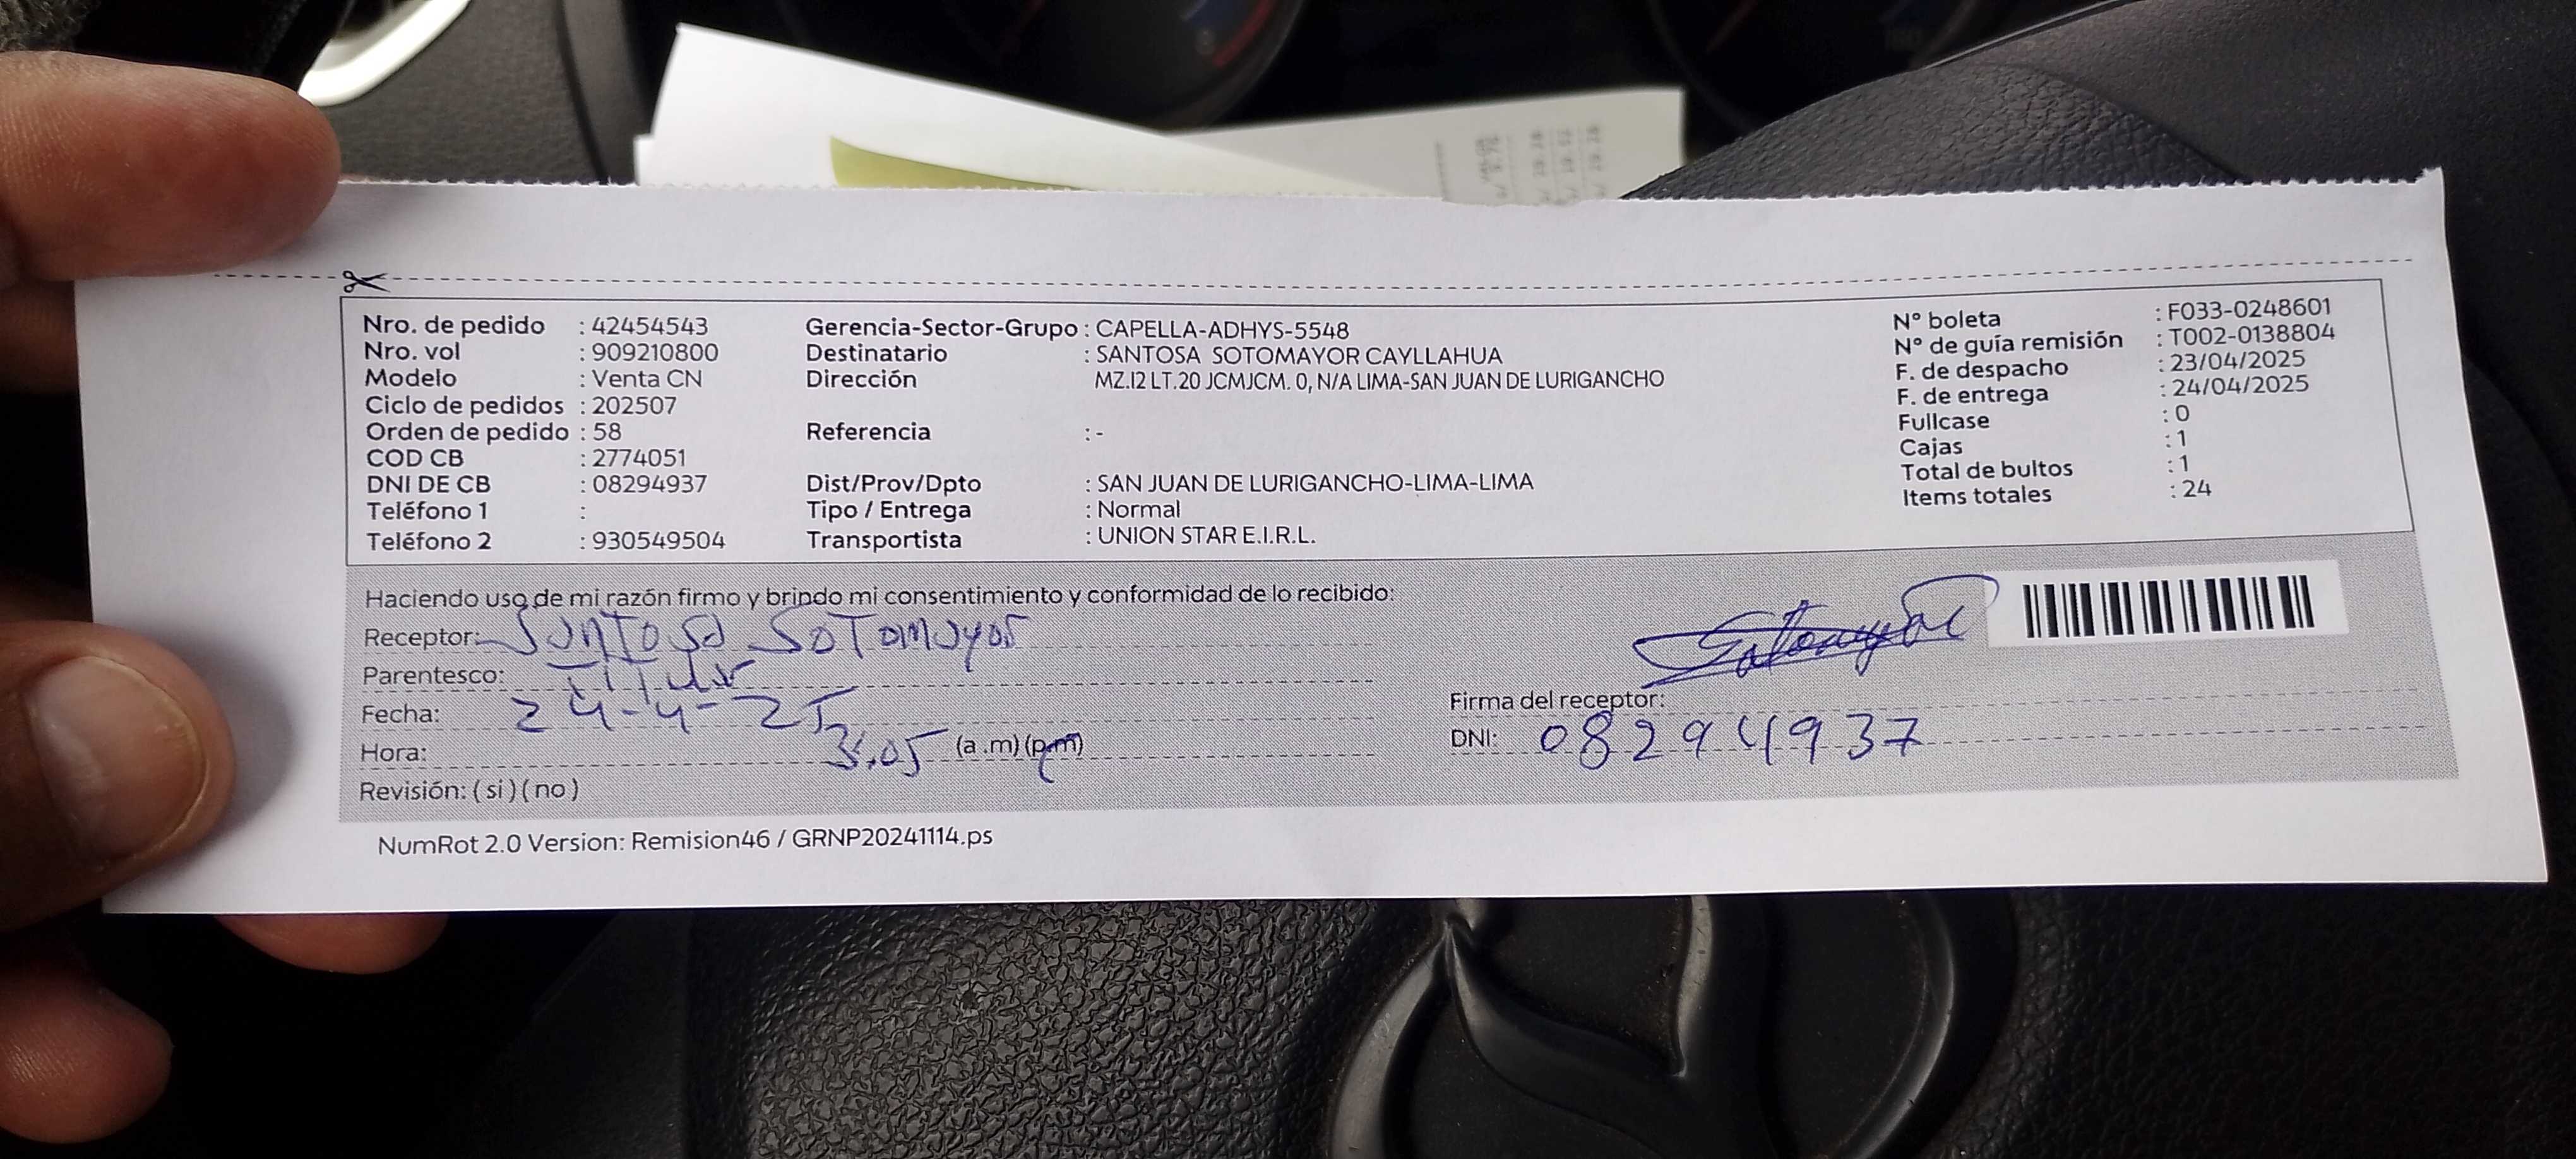 Nro. de pedido : 42454543
Nro. vol : 909210800
Modelo : Venta CN
Ciclo de pedidos : 202507
Orden de pedido : 58
COD CB : 2774051
DNI DE CB : 08294937
Teléfono 1 :
Teléfono 2 : 930549504
Gerencia-Sector-Grupo : CAPELLA-ADHYS-5548
Destinatario : SANTOSA SOTOMAYOR CAYLLAHUA
Dirección MZ.I2 LT.20 JCMJCM. 0, N/A LIMA-SAN JUAN DE LURIGANCHO
Referencia : -
Dist/Prov/Dpto : SAN JUAN DE LURIGANCHO-LIMA-LIMA
Tipo / Entrega : Normal
Transportista : UNION STAR E.I.R.L.
N° boleta : F033-0248601
N° de guía remisión : T002-0138804
F. de despacho : 23/04/2025
F. de entrega : 24/04/2025
Fullcase : 0
Cajas : 1
Total de bultos : 1
Items totales : 24
Haciendo uso de mi razón firmo y brindo mi consentimiento y conformidad de lo recibido:
Receptor: Santosa Sotomayor
Parentesco: Titular
Fecha: 24-4-25
Hora: 3:05 (a.m)(p.m)
Revisión: (si)(no)
Sotomayor
Firma del receptor:
DNI: 08294937
NumRot 2.0 Version: Remision46 / GRNP20241114.ps